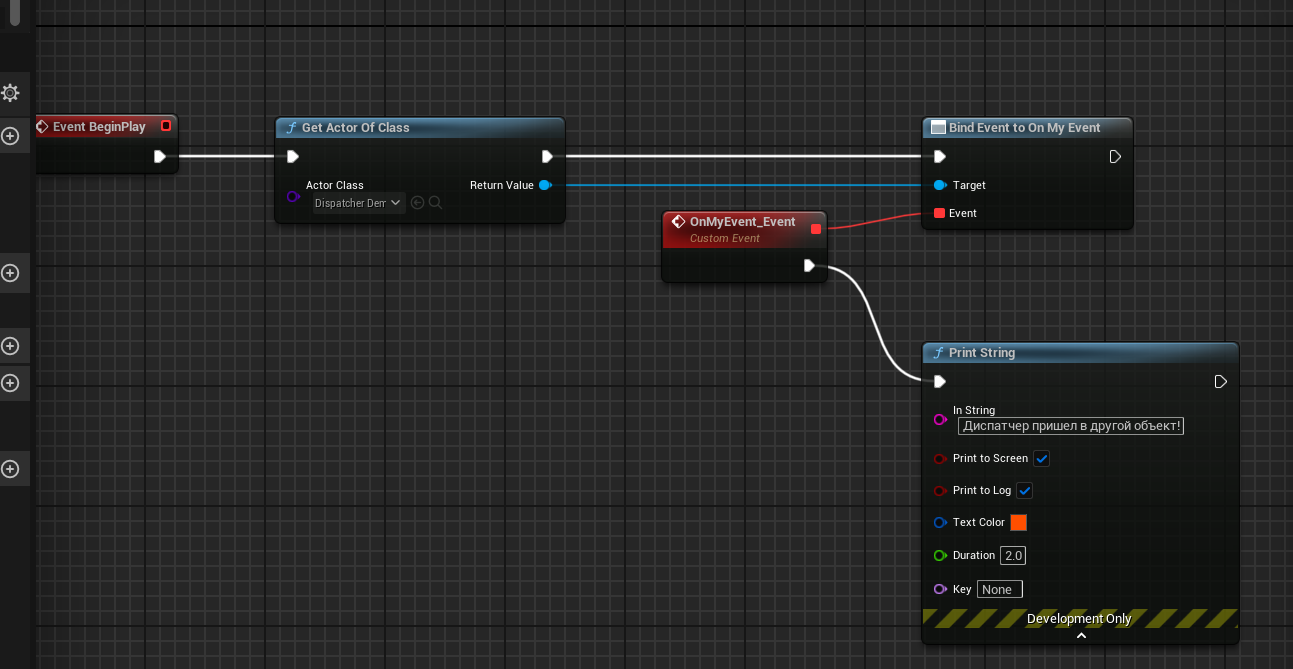 Event BeginPlay
Get Actor Of Class
Actor Class
Return Value
Dispatcher Dem
Bind Event to On My Event
Target
Event
OnMyEvent_Event
Custom Event
Print String
In String
Диспатчер пришел в другой объект!
Print to Screen
Print to Log
Text Color
Duration 2.0
Key None
Development Only